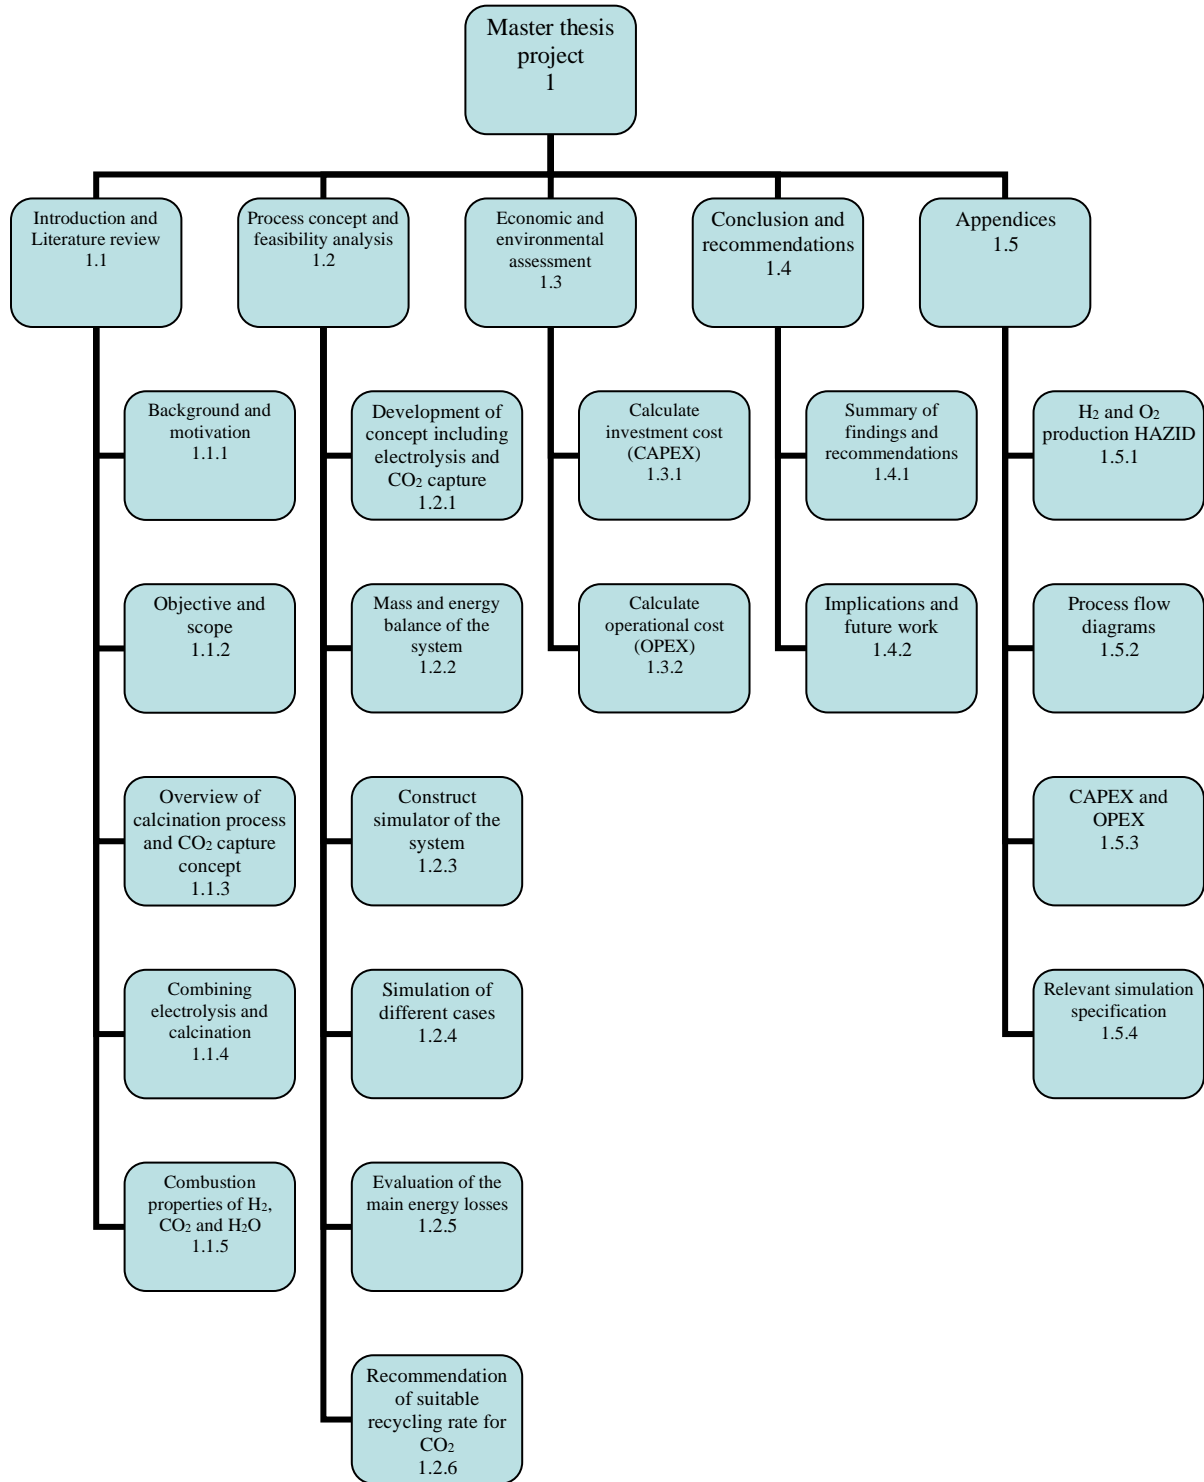 Master thesis
project
1
Introduction and
Literature review
1.1
Process concept and
feasibility analysis
1.2
Economic and
environmental
assessment
1.3
Conclusion and
recommendations
1.4
Appendices
1.5
Background and
motivation
1.1.1
Development of
concept including
electrolysis and
CO₂ capture
1.2.1
Calculate
investment cost
(CAPEX)
1.3.1
Summary of
findings and
recommendations
1.4.1
H₂ and O₂
production HAZID
1.5.1
Objective and
scope
1.1.2
Mass and energy
balance of the
system
1.2.2
Calculate
operational cost
(OPEX)
1.3.2
Implications and
future work
1.4.2
Process flow
diagrams
1.5.2
Overview of
calcination process
and CO₂ capture
concept
1.1.3
Construct
simulator of the
system
1.2.3
CAPEX and
OPEX
1.5.3
Combining
electrolysis and
calcination
1.1.4
Simulation of
different cases
1.2.4
Relevant simulation
specification
1.5.4
Combustion
properties of H₂,
CO₂ and H₂O
1.1.5
Evaluation of the
main energy losses
1.2.5
Recommendation
of suitable
recycling rate for
CO₂
1.2.6